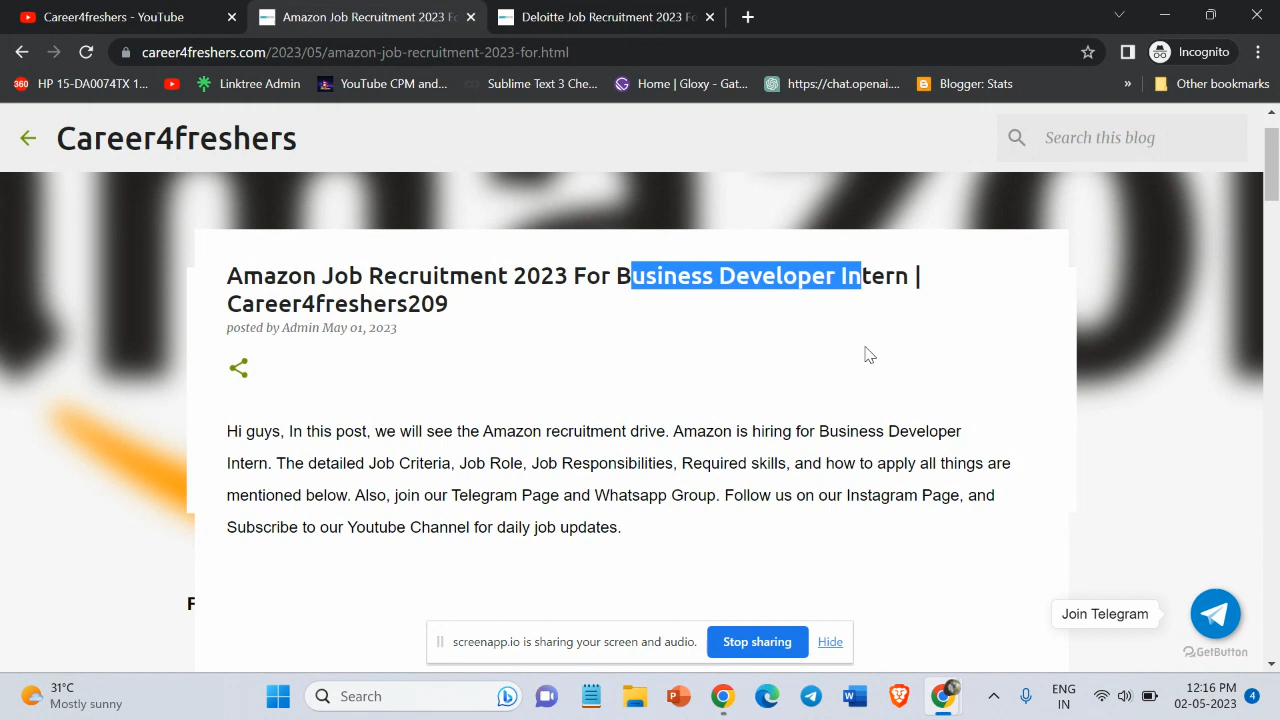 Career4freshers - YouTube
Amazon Job Recruitment 2023 Fo
Deloitte Job Recruitment 2023 Fo
career4freshers.com/2023/05/amazon-job-recruitment-2023-for.html
Incognito
360
HP 15-DA0074TX 1...
Linktree Admin
YouTube CPM and...
Sublime Text 3 Che...
Home | Gloxy - Gat...
https://chat.openai....
Blogger: Stats
»
Other bookmarks
Career4freshers
Search this blog
Amazon Job Recruitment 2023 For Business Developer Intern |
Career4freshers209
posted by Admin May 01, 2023
Hi guys, In this post, we will see the Amazon recruitment drive. Amazon is hiring for Business Developer
Intern. The detailed Job Criteria, Job Role, Job Responsibilities, Required skills, and how to apply all things are
mentioned below. Also, join our Telegram Page and Whatsapp Group. Follow us on our Instagram Page, and
Subscribe to our Youtube Channel for daily job updates.
F
Join Telegram
GetButton
screenapp.io is sharing your screen and audio.
Stop sharing
Hide
31°C
Mostly sunny
Search
ENG
IN
12:16 PM
02-05-2023
4